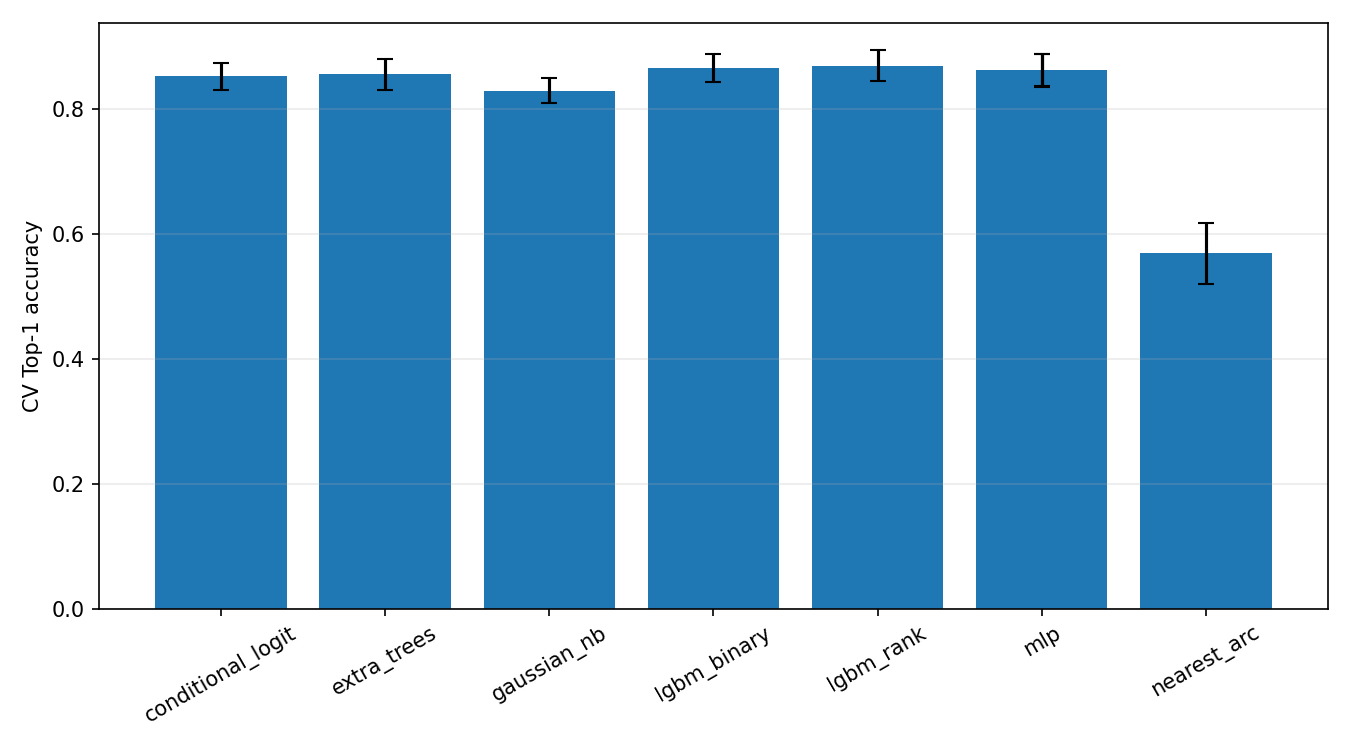 CV Top-1 accuracy
0.8
0.6
0.4
0.2
0.0
conditional_logit
extra_trees
gaussian_nb
lgbm_binary
lgbm_rank
mlp
nearest_arc